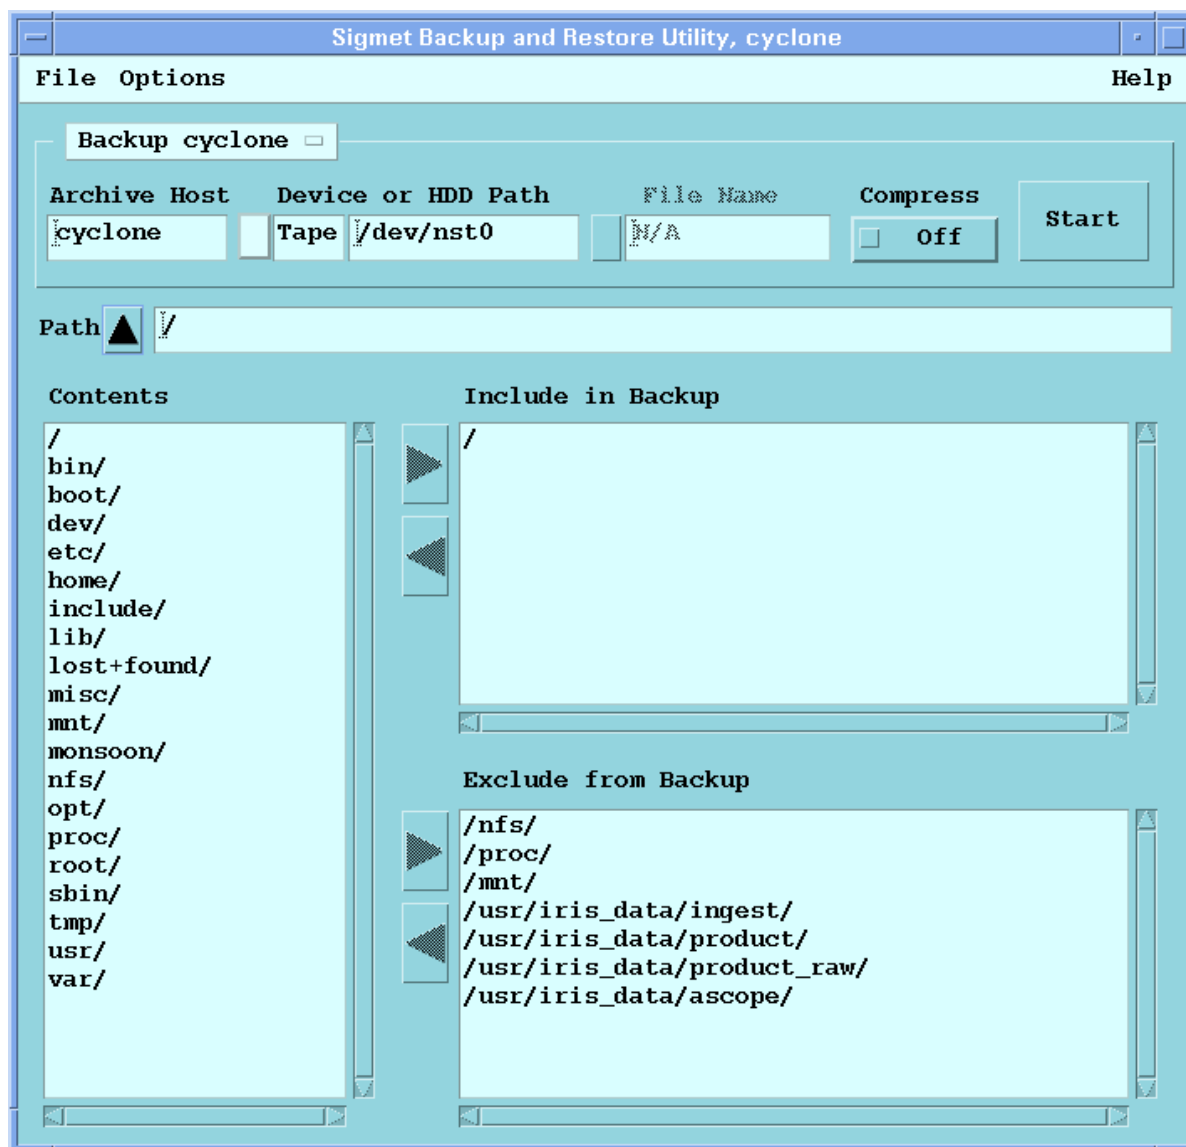 Sigmet Backup and Restore Utility, cyclone
File Options Help
Backup cyclone
Archive Host Device or HDD Path File Name Compress
cyclone Tape /dev/nst0 N/A Off Start
Path /
Contents
/
bin/
boot/
dev/
etc/
home/
include/
lib/
lost+found/
misc/
mnt/
monsoon/
nfs/
opt/
proc/
root/
sbin/
tmp/
usr/
var/
Include in Backup
/
Exclude from Backup
/nfs/
/proc/
/mnt/
/usr/iris_data/ingest/
/usr/iris_data/product/
/usr/iris_data/product_raw/
/usr/iris_data/ascope/